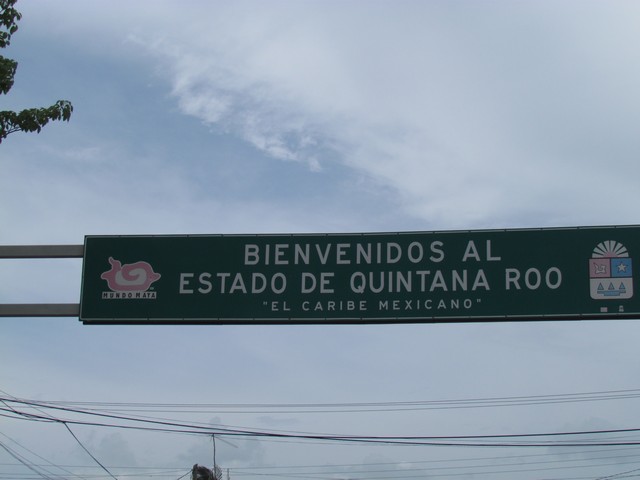 BIENVENIDOS AL
ESTADO DE QUINTANA ROO
"EL CARIBE MEXICANO"
MUNDO MAYA